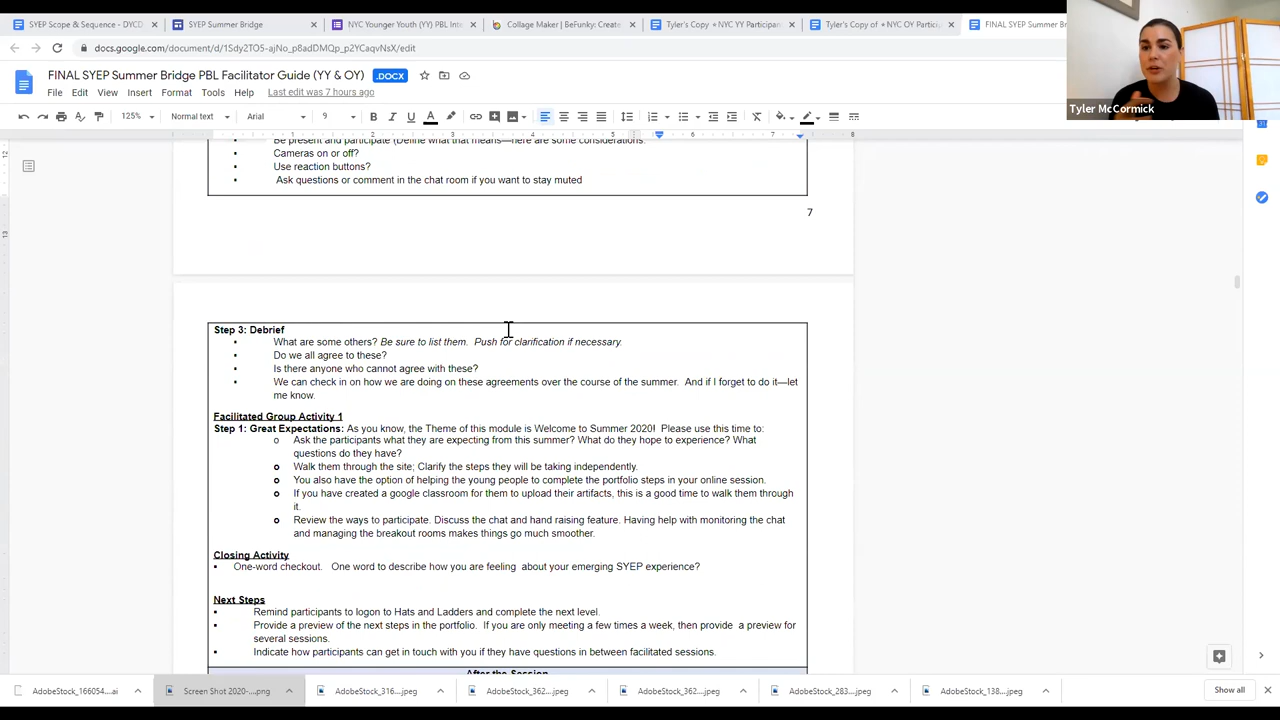 SYEP Scope & Sequence - DYCD
SYEP Summer Bridge
NYC Younger Youth (YY) PBL Int
Collage Maker | BeFunky: Create
Tyler's Copy ⭑NYC YY Participan
Tyler's Copy of ⭑NYC OY Partici
FINAL SYEP Summer Br
docs.google.com/document/d/1Sdy2TO5-ajNo_p8adDMQp_p2YCaqvNsX/edit
FINAL SYEP Summer Bridge PBL Facilitator Guide (YY & OY)
.DOCX
File Edit View Insert Format Tools Help Last edit was 7 hours ago
125% Normal text Arial 9
Tyler McCormick
Be present and participate (Define what that means—here are some considerations:
Cameras on or off?
Use reaction buttons?
Ask questions or comment in the chat room if you want to stay muted
7
Step 3: Debrief
What are some others? Be sure to list them. Push for clarification if necessary.
Do we all agree to these?
Is there anyone who cannot agree with these?
We can check in on how we are doing on these agreements over the course of the summer. And if I forget to do it—let
me know.
Facilitated Group Activity 1
Step 1: Great Expectations: As you know, the Theme of this module is Welcome to Summer 2020! Please use this time to:
Ask the participants what they are expecting from this summer? What do they hope to experience? What
questions do they have?
Walk them through the site; Clarify the steps they will be taking independently.
You also have the option of helping the young people to complete the portfolio steps in your online session.
If you have created a google classroom for them to upload their artifacts, this is a good time to walk them through
it.
Review the ways to participate. Discuss the chat and hand raising feature. Having help with monitoring the chat
and managing the breakout rooms makes things go much smoother.
Closing Activity
One-word checkout. One word to describe how you are feeling about your emerging SYEP experience?
Next Steps
Remind participants to logon to Hats and Ladders and complete the next level.
Provide a preview of the next steps in the portfolio. If you are only meeting a few times a week, then provide a preview for
several sessions.
Indicate how participants can get in touch with you if they have questions in between facilitated sessions.
After the Session
AdobeStock_166054....ai
Screen Shot 2020-....png
AdobeStock_316....jpeg
AdobeStock_362....jpeg
AdobeStock_362....jpeg
AdobeStock_283....jpeg
AdobeStock_138....jpeg
Show all